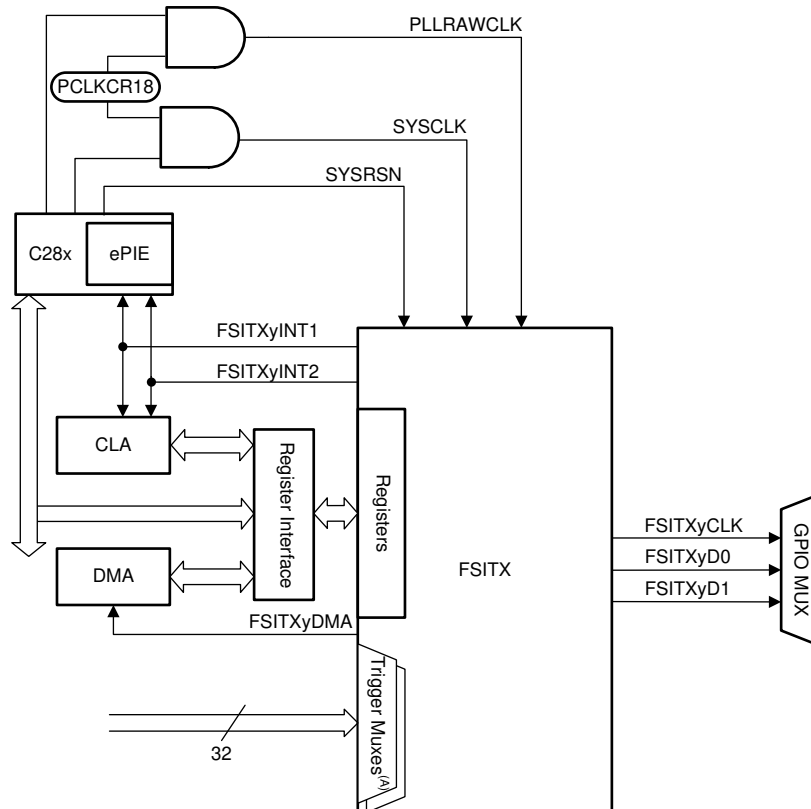 PLLRAWCLK
PCLKCR18
SYSCLK
SYSRSN
C28x
ePIE
FSITXyINT1
FSITXyINT2
CLA
Register Interface
Registers
FSITX
FSITXyCLK
FSITXyD0
FSITXyD1
GPIO MUX
DMA
FSITXyDMA
Trigger Muxes(A)
32